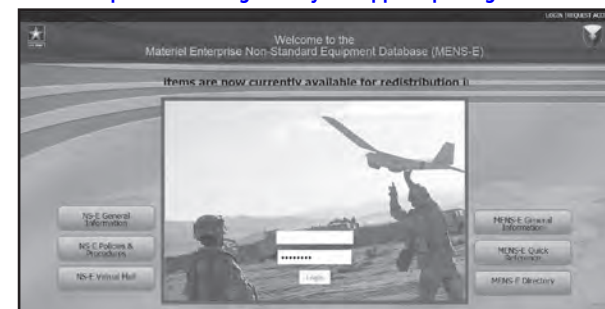 LOGIN | REQUEST
Welcome to the
Materiel Enterprise Non-Standard Equipment Database (MENS-E)
items are now currently available for redistribution
NS-E General
Information
NS-E Policies &
Procedures
NS-E Virtual Mall
••••••••
Login
MENS-E General
Information
MENS-E Quick
Reference
MENS-E Directory